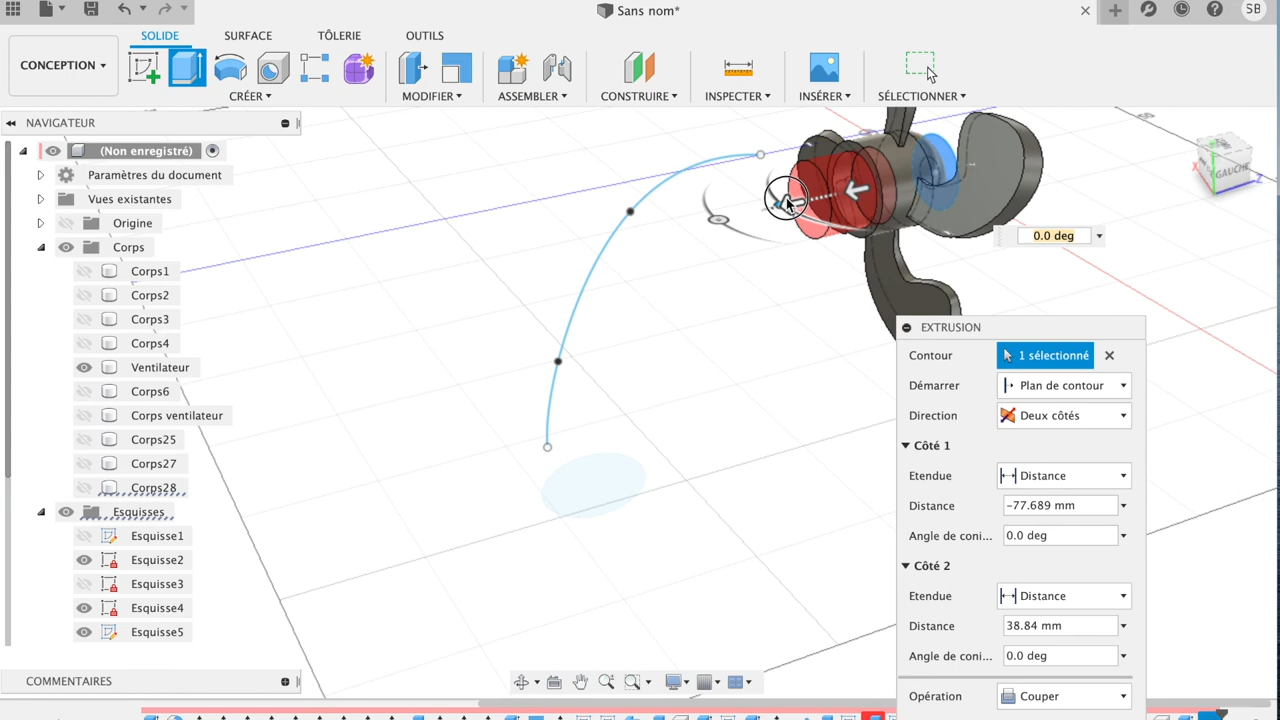 Sans nom*
SB
SOLIDE SURFACE TÔLERIE OUTILS
CONCEPTION
CRÉER MODIFIER ASSEMBLER CONSTRUIRE INSPECTER INSÉRER SÉLECTIONNER
NAVIGATEUR
(Non enregistré)
Paramètres du document
Vues existantes
Origine
Corps
Corps1
Corps2
Corps3
Corps4
Ventilateur
Corps6
Corps ventilateur
Corps25
Corps27
Corps28
Esquisses
Esquisse1
Esquisse2
Esquisse3
Esquisse4
Esquisse5
COMMENTAIRES
GAUCHE
X
Z
0.0 deg
EXTRUSION
Contour 1 sélectionné
Démarrer Plan de contour
Direction Deux côtés
Côté 1
Etendue Distance
Distance -77.689 mm
Angle de coni... 0.0 deg
Côté 2
Etendue Distance
Distance 38.84 mm
Angle de coni... 0.0 deg
Opération Couper